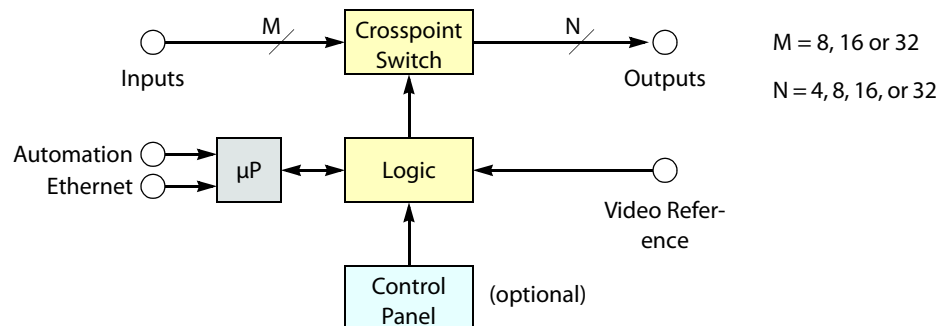 M
Crosspoint
Switch
N
M = 8, 16 or 32
Inputs
Outputs
N = 4, 8, 16, or 32
Automation
Ethernet
µP
Logic
Video Refer-
ence
Control
Panel
(optional)